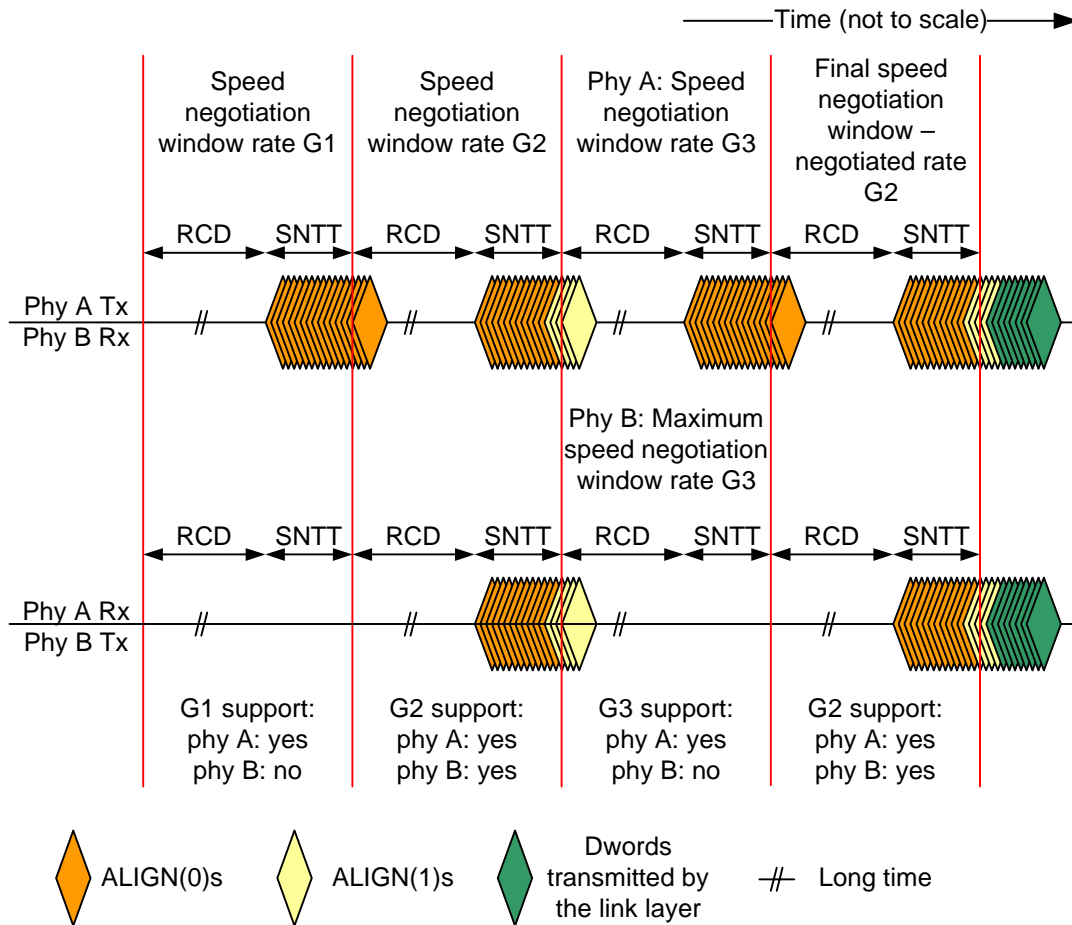 Time (not to scale)
Speed
negotiation
window rate G1
Speed
negotiation
window rate G2
Phy A: Speed
negotiation
window rate G3
Final speed
negotiation
window –
negotiated rate
G2
RCD SNTT RCD SNTT RCD SNTT RCD SNTT
Phy A Tx
Phy B Rx
Phy B: Maximum
speed negotiation
window rate G3
RCD SNTT RCD SNTT RCD SNTT RCD SNTT
Phy A Rx
Phy B Tx
G1 support:
phy A: yes
phy B: no
G2 support:
phy A: yes
phy B: yes
G3 support:
phy A: yes
phy B: no
G2 support:
phy A: yes
phy B: yes
ALIGN(0)s
ALIGN(1)s
Dwords
transmitted by
the link layer
Long time